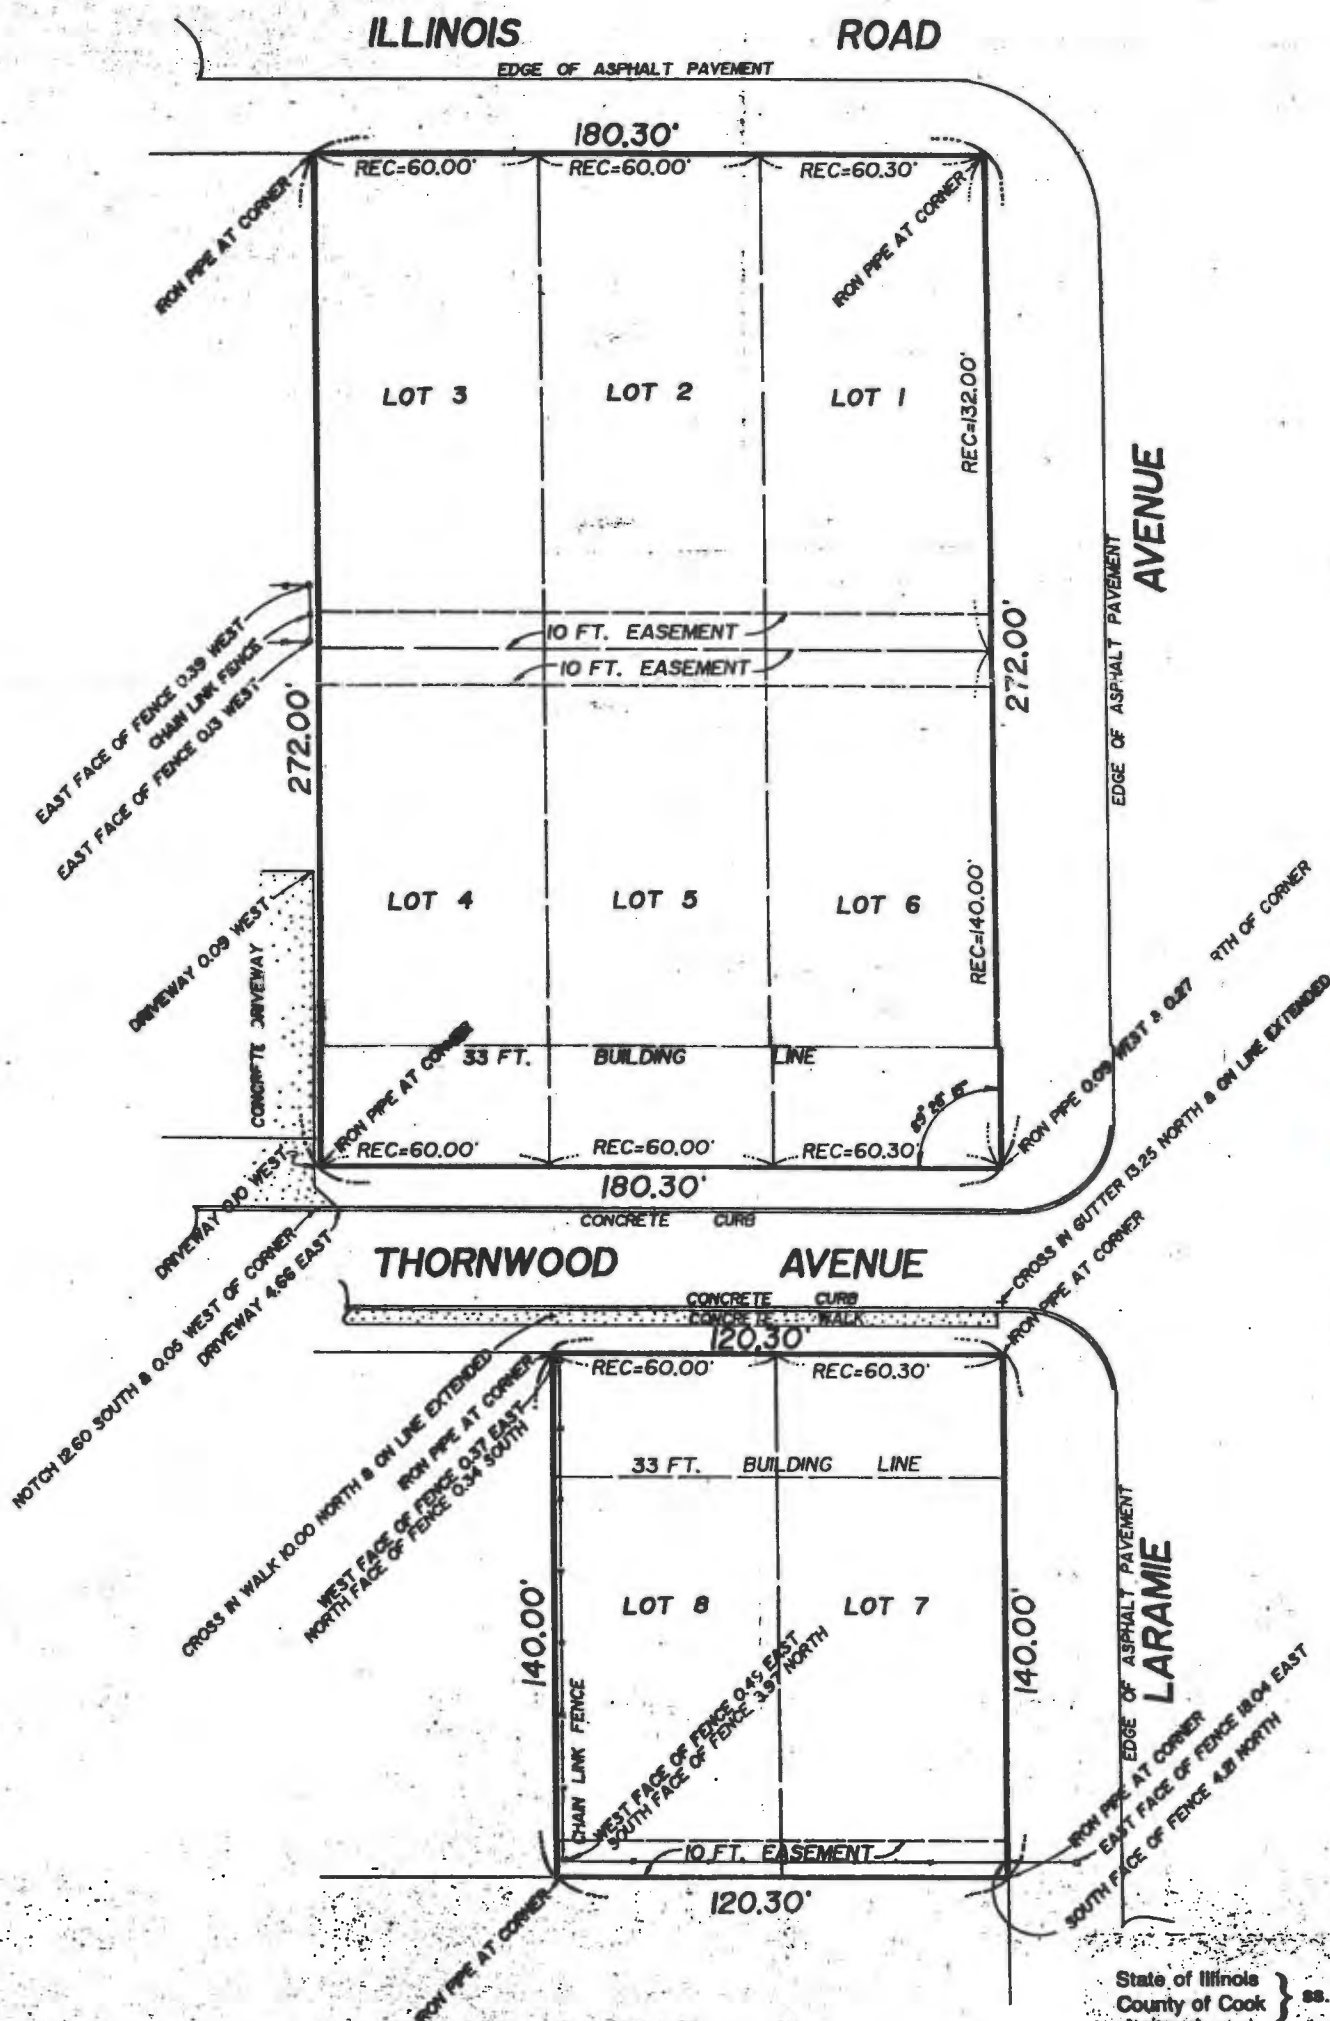 ILLINOIS ROAD
EDGE OF ASPHALT PAVEMENT
180.30'
REC=60.00' REC=60.00' REC=60.30'
IRON PIPE AT CORNER
IRON PIPE AT CORNER
REC=132.00'
LOT 3 LOT 2 LOT 1
AVENUE
EDGE OF ASPHALT PAVEMENT
10 FT. EASEMENT
10 FT. EASEMENT
EAST FACE OF FENCE 0.39 WEST
CHAIN LINK FENCE
EAST FACE OF FENCE 0.13 WEST
272.00'
272.00'
LOT 4 LOT 5 LOT 6
REC=140.00'
DRIVEWAY 0.09 WEST
CONCRETE DRIVEWAY
33 FT. BUILDING LINE
IRON PIPE AT CORNER
IRON PIPE 0.09 WEST & 0.27 RTH OF CORNER
REC=60.00' REC=60.00' REC=60.30'
180.30'
CONCRETE CURB
DRIVEWAY 0.10 WEST
NOTCH 12.60 SOUTH & 0.05 WEST OF CORNER
DRIVEWAY 4.66 EAST
THORNWOOD AVENUE
CROSS IN GUTTER 13.25 NORTH & ON LINE EXTENDED
IRON PIPE AT CORNER
CONCRETE CURB
CONCRETE WALK
120.30'
REC=60.00' REC=60.30'
CROSS IN WALK 10.00 NORTH & ON LINE EXTENDED
IRON PIPE AT CORNER
WEST FACE OF FENCE 0.37 EAST
NORTH FACE OF FENCE 0.34 SOUTH
33 FT. BUILDING LINE
LOT 8 LOT 7
140.00'
140.00'
CHAIN LINK FENCE
WEST FACE OF FENCE 0.45 EAST
SOUTH FACE OF FENCE 3.97 NORTH
EDGE OF ASPHALT PAVEMENT
LARAMIE
IRON PIPE AT CORNER
EAST FACE OF FENCE 18.04 EAST
SOUTH FACE OF FENCE 4.21 NORTH
10 FT. EASEMENT
120.30'
IRON PIPE AT CORNER
State of Illinois
County of Cook } ss.